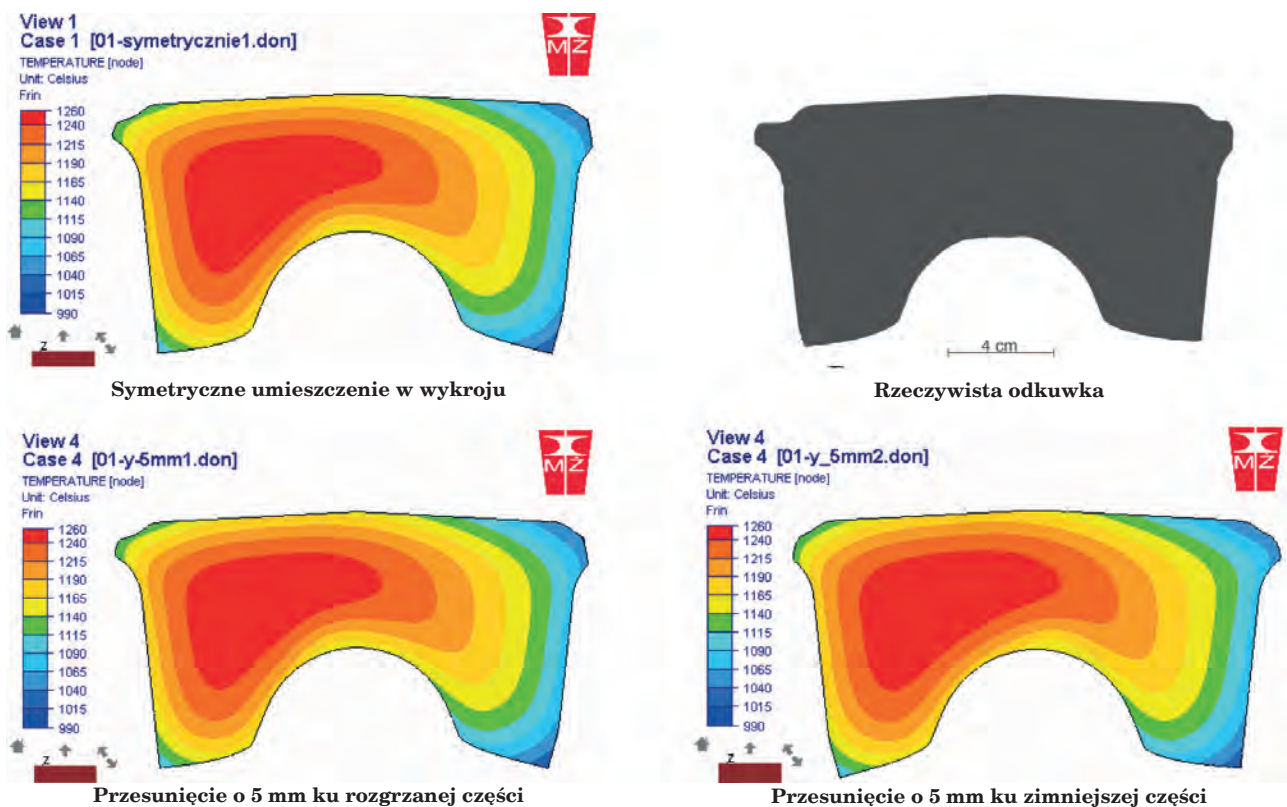 View 1
Case 1 [01-symetrycznie1.don]
TEMPERATURE [node]
Unit: Celsius
Frin
1260
1240
1215
1190
1165
1140
1115
1090
1065
1040
1015
990
z
MŻ
Symetryczne umieszczenie w wykroju
4 cm
Rzeczywista odkuwka
View 4
Case 4 [01-y-5mm1.don]
TEMPERATURE [node]
Unit: Celsius
Frin
1260
1240
1215
1190
1165
1140
1115
1090
1065
1040
1015
990
z
MŻ
Przesunięcie o 5 mm ku rozgrzanej części
View 4
Case 4 [01-y_5mm2.don]
TEMPERATURE [node]
Unit: Celsius
Frin
1260
1240
1215
1190
1165
1140
1115
1090
1065
1040
1015
990
z
MŻ
Przesunięcie o 5 mm ku zimniejszej części